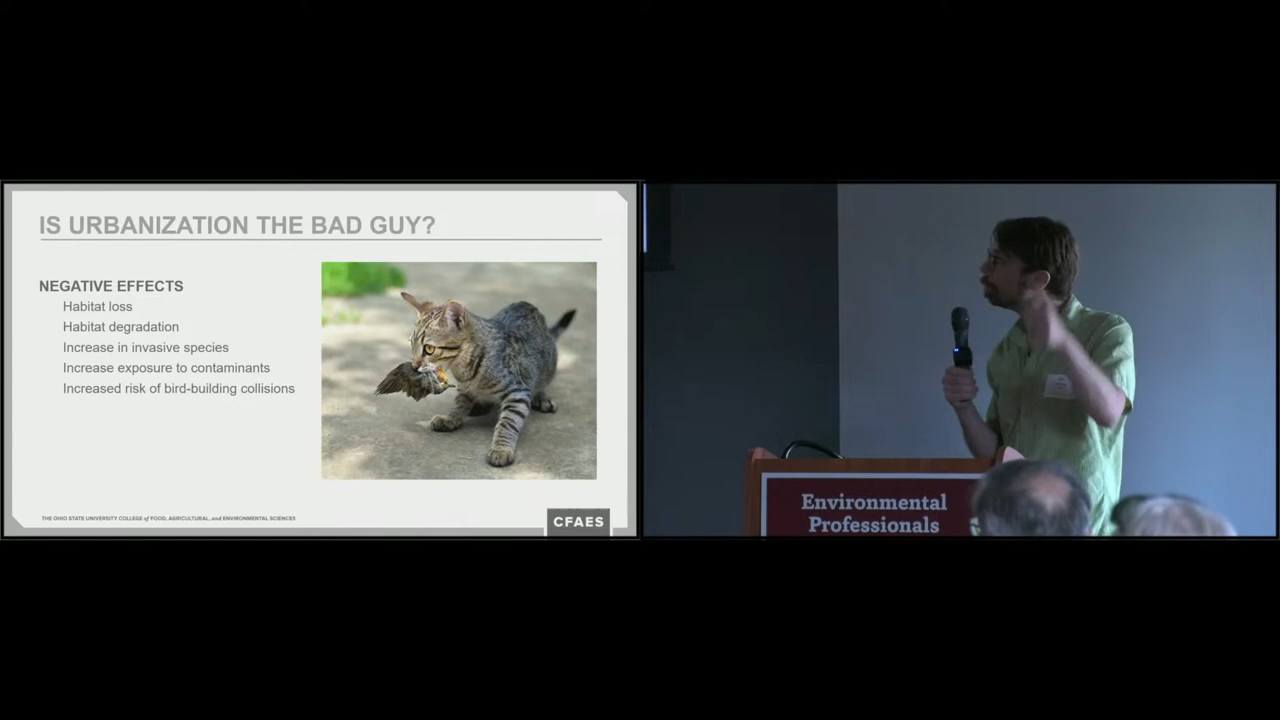 IS URBANIZATION THE BAD GUY?
NEGATIVE EFFECTS
Habitat loss
Habitat degradation
Increase in invasive species
Increase exposure to contaminants
Increased risk of bird-building collisions
THE OHIO STATE UNIVERSITY COLLEGE of FOOD, AGRICULTURAL, and ENVIRONMENTAL SCIENCES
CFAES
Environmental
Professionals